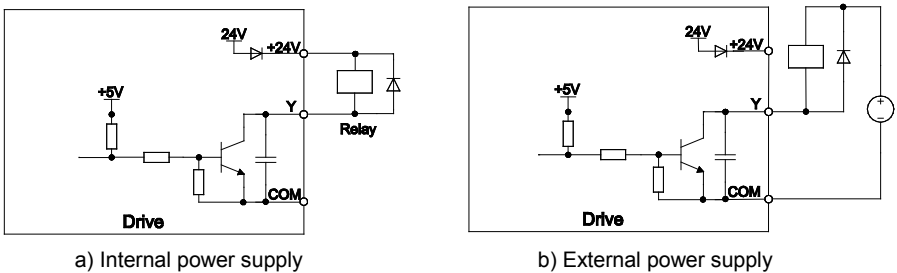 24V
+24V
+5V
Y
Relay
COM
Drive
a) Internal power supply
24V
+24V
+5V
Y
COM
Drive
b) External power supply